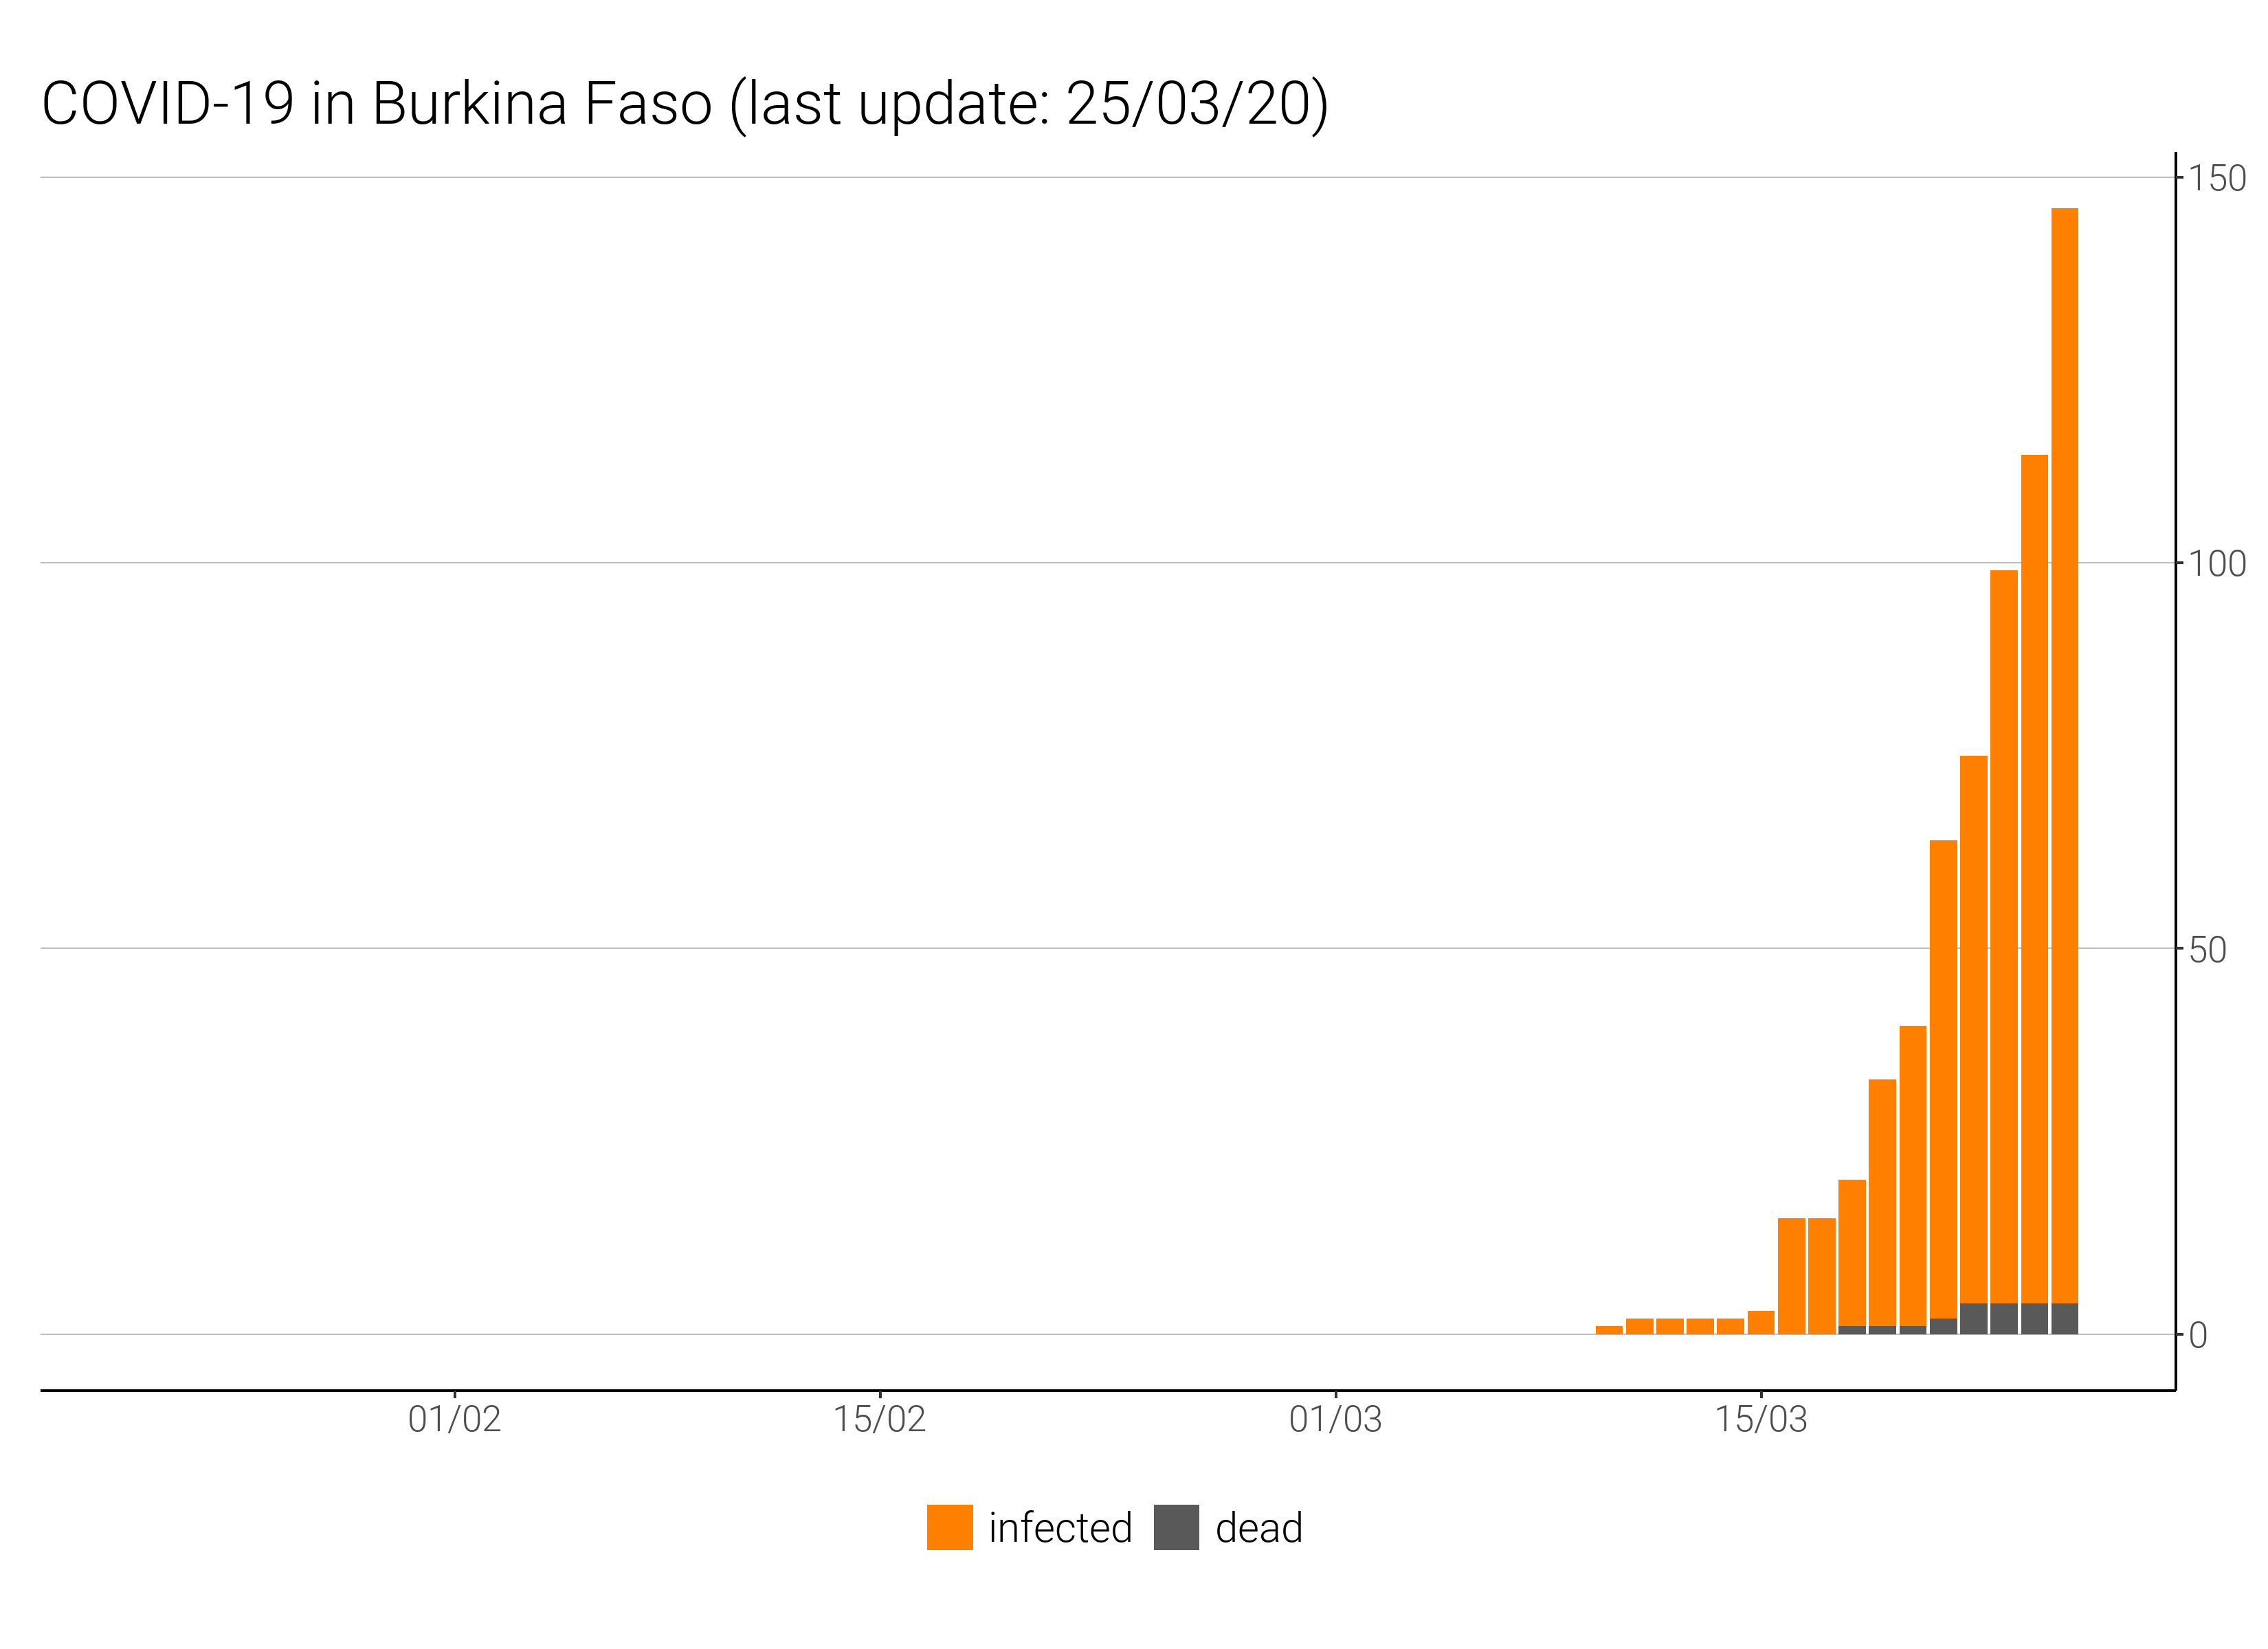 COVID-19 in Burkina Faso (last update: 25/03/20)
150
100
50
0
01/02 15/02 01/03 15/03
infected dead